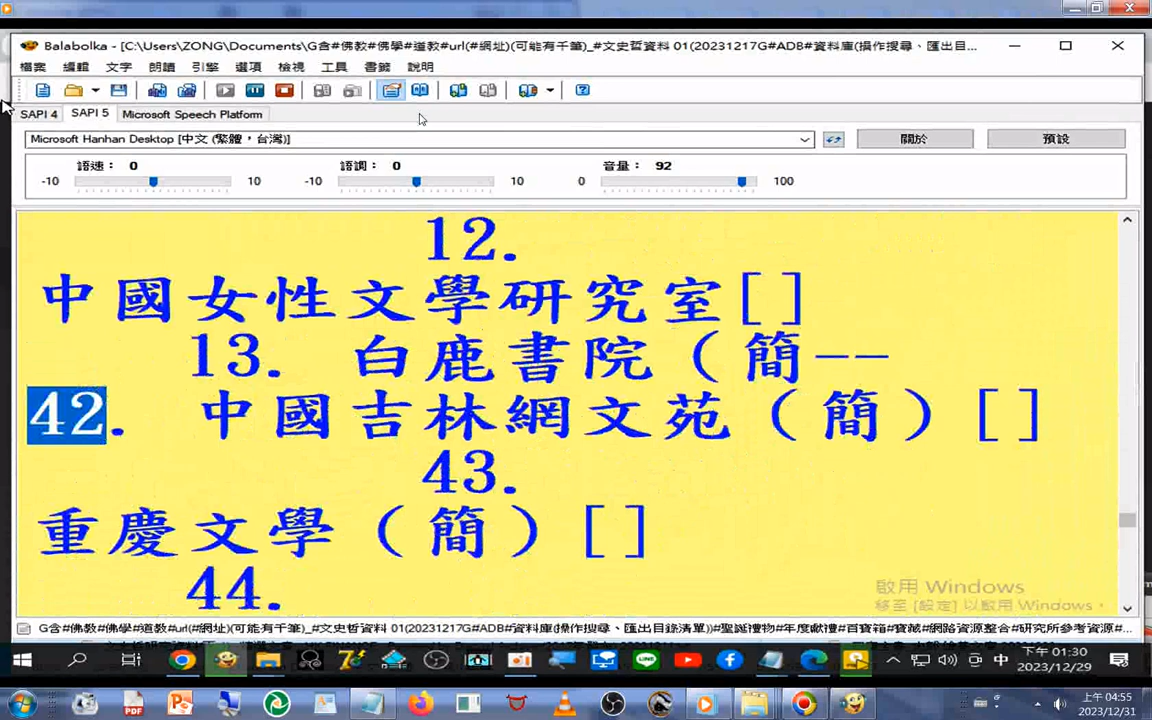 Balabolka - [C:\Users\ZONG\Documents\G含#佛教#佛學#道教#url(#網址)(可能有千筆)_#文史哲資料 01(20231217G#ADB#資料庫(操作搜尋、匯出目...
檔案 編輯 文字 朗讀 引擎 選項 檢視 工具 書籤 說明
SAPI 4 SAPI 5 Microsoft Speech Platform
Microsoft Hanhan Desktop [中文 (繁體，台灣)] 關於 預設
語速： 0 語調： 0 音量： 92
-10 10 -10 10 0 100
12.
中國女性文學研究室[]
13. 白鹿書院（簡--
42. 中國吉林網文苑（簡）[]
43.
重慶文學（簡）[]
44.
啟用 Windows
移至 [設定] 以啟用 Windows。
G含#佛教#佛學#道教#url(#網址)(可能有千筆)_#文史哲資料 01(20231217G#ADB#資料庫(操作搜尋、匯出目錄清單))#聖誕禮物#年度獻禮#百寶箱#寶藏#網路資源整合#研究所參考資源#...
中 下午 01:30
2023/12/29
上午 04:55
2023/12/31